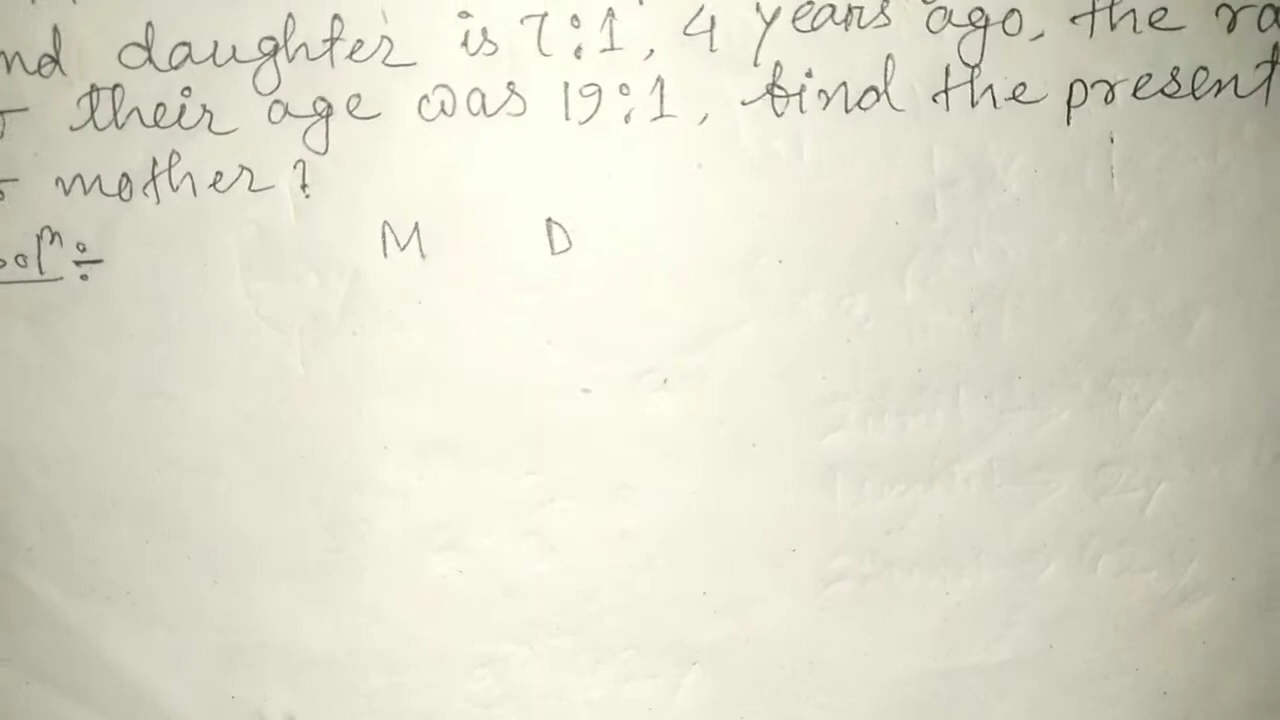 nd daughter is 7:1, 4 years ago, the ra
their age was 19:1, find the present
mother?
soln ÷
M D